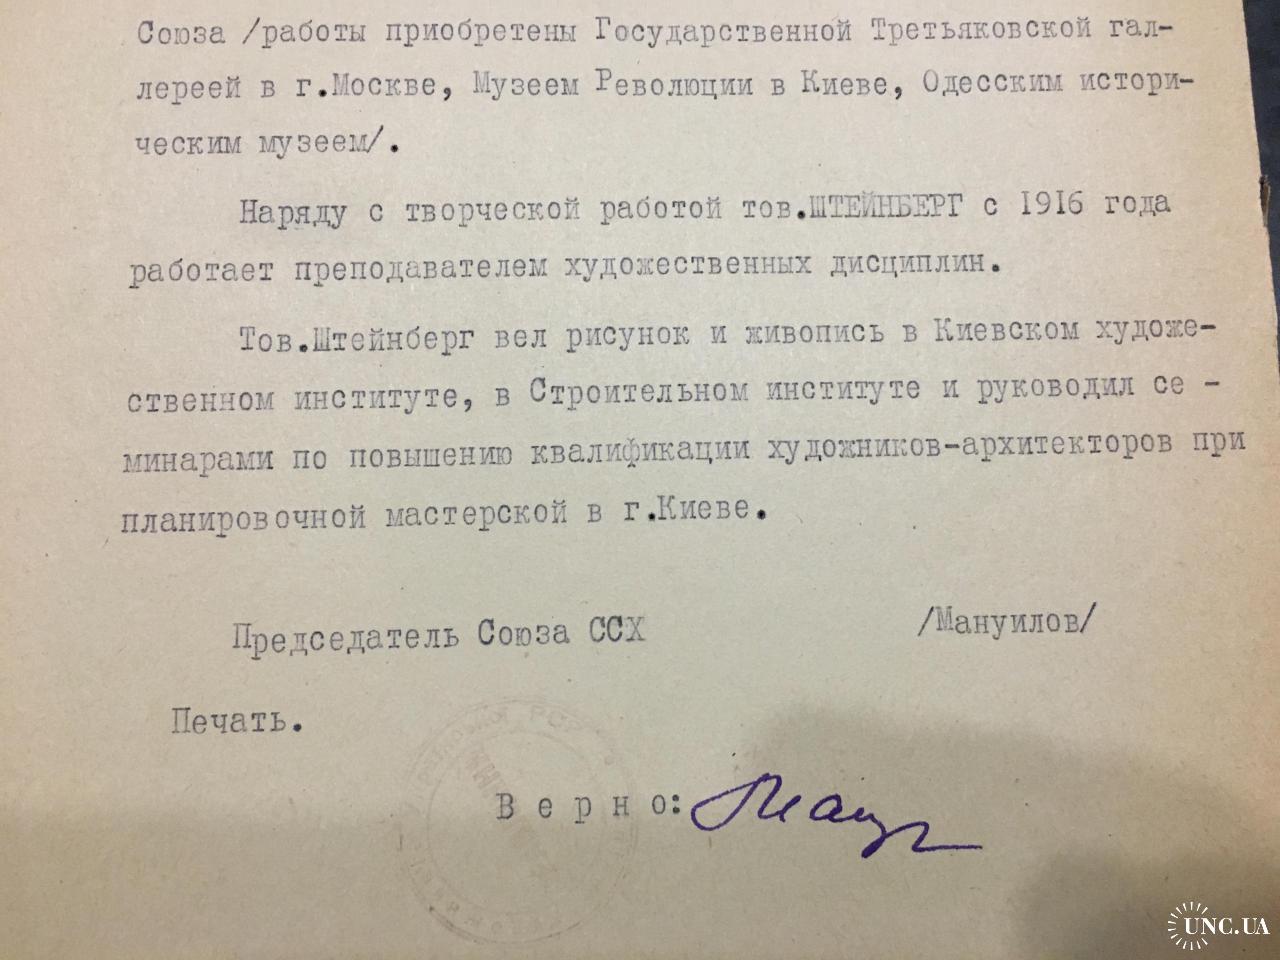 Союза /работы приобретены Государственной Третьяковской гал-
лереей в г.Москве, Музеем Революции в Киеве, Одесским истори-
ческим музеем/.
Наряду с творческой работой тов.ШТЕЙНБЕРГ с 1916 года
работает преподавателем художественных дисциплин.
Тов.Штейнберг вел рисунок и живопись в Киевском художе-
ственном институте, в Строительном институте и руководил се -
минарами по повышению квалификации художников-архитекторов при
планировочной мастерской в г.Киеве.
Председатель Союза ССХ /Мануилов/
Печать.
Верно:
UNC.UA